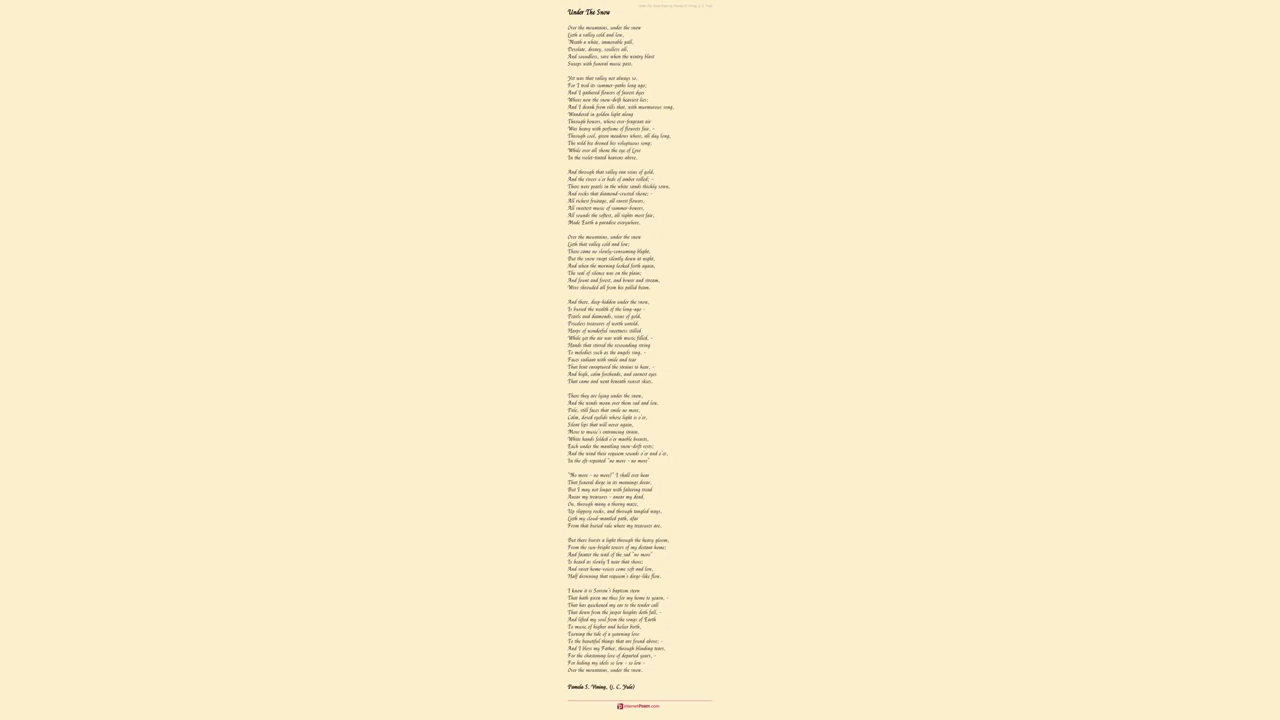 Under The Snow by Pamela S. Vining, (J. C. Yule)
Under The Snow
Over the mountains, under the snow
Lieth a valley cold and low,
'Neath a white, immovable pall,
Desolate, dreary, soulless all,
And soundless, save when the wintry blast
Sweeps with funeral music past.
Yet was that valley not always so,
For I trod its summer-paths long ago;
And I gathered flowers of fairest dyes
Where now the snow-drift heaviest lies;
And I drank from rills that, with murmurous song,
Wandered in golden light along
Through bowers, whose ever-fragrant air
Was heavy with perfume of flowrets fair, -
Through cool, green meadows where, all day long,
The wild bee droned his voluptuous song;
While over all shone the eye of Love
In the violet-tinted heavens above.
And through that valley ran veins of gold,
And the rivers o'er beds of amber rolled; -
There were pearls in the white sands thickly sown,
And rocks that diamond-crusted shone; -
All richest fruitage, all rarest flowers,
All sweetest music of summer-bowers,
All sounds the softest, all sights most fair,
Made Earth a paradise everywhere.
Over the mountains, under the snow
Lieth that valley cold and low;
There came no slowly-consuming blight,
But the snow swept silently down at night,
And when the morning looked forth again,
The seal of silence was on the plain;
And fount and forest, and bower and stream,
Were shrouded all from his pallid beam.
And there, deep-hidden under the snow,
Is buried the wealth of the long-ago -
Pearls and diamonds, veins of gold,
Priceless treasures of worth untold,
Harps of wonderful sweetness stilled
While yet the air was with music filled, -
Hands that stirred the resounding string
To melodies such as the angels sing, -
Faces radiant with smile and tear
That bent enraptured the strains to hear, -
And high, calm foreheads, and earnest eyes
That came and went beneath sunset skies.
There they are lying under the snow,
And the winds moan over them sad and low,
Pale, still faces that smile no more,
Calm, closed eyelids whose light is o'er,
Silent lips that will never again,
Move to music's entrancing strain,
White hands folded o'er marble breasts,
Each under the mantling snow-drift rests;
And the wind their requiem sounds o'er and o'er,
In the oft-repeated "no more - no more"
"No more - no more!" I shall ever hear
That funeral dirge in its moanings drear,
But I may not linger with faltering tread
Anear my treasures - anear my dead.
On, through many a thorny maze,
Up slippery rocks, and through tangled ways,
Lieth my cloud-mantled path, afar
From that buried vale where my treasures are.
But there bursts a light through the heavy gloom,
From the sun-bright towers of my distant home;
And fainter the wail of the sad "no more"
Is heard as slowly I near that shore;
And sweet home-voices come soft and low,
Half drowning that requiem's dirge-like flow.
I know it is Sorrow's baptism stern
That hath given me thus for my home to yearn, -
That has quickened my ear to the tender call
That down from the jasper heights doth fall, -
And lifted my soul from the songs of Earth
To music of higher and holier birth,
Turning the tide of a yearning love
To the beautiful things that are found above; -
And I bless my Father, through blinding tears,
For the chastening love of departed years, -
For hiding my idols so low - so low -
Over the mountains, under the snow.
Pamela S. Vining, (J. C. Yule)
InternetPoem.com